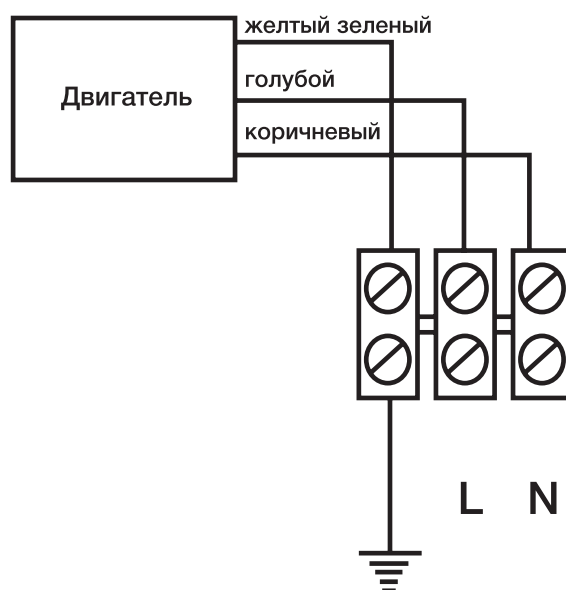 желтый зеленый
голубой
Двигатель
коричневый
L N